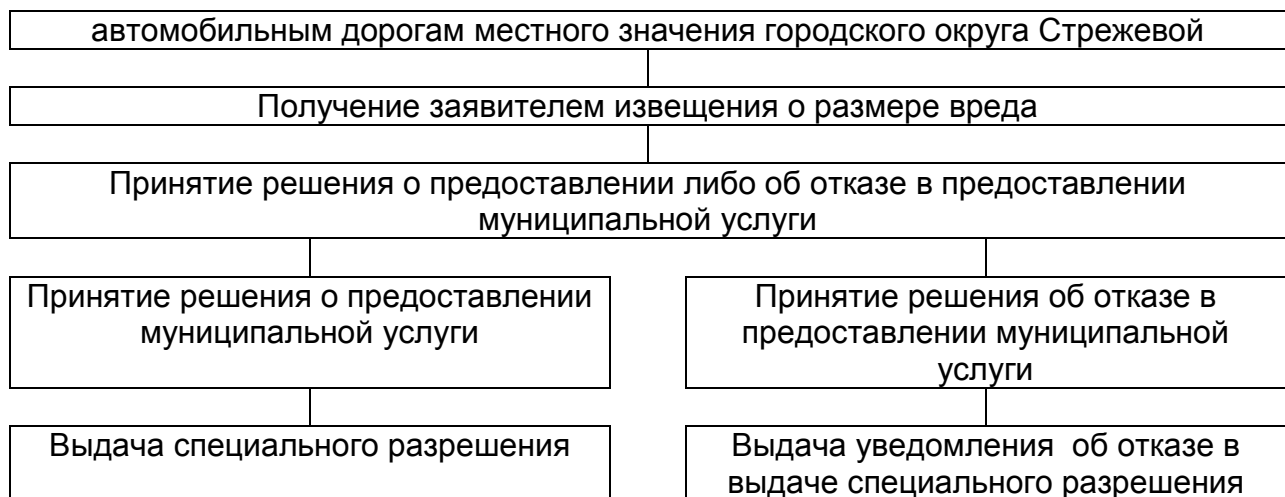 автомобильным дорогам местного значения городского округа Стрежевой
Получение заявителем извещения о размере вреда
Принятие решения о предоставлении либо об отказе в предоставлении
муниципальной услуги
Принятие решения о предоставлении
муниципальной услуги
Принятие решения об отказе в
предоставлении муниципальной
услуги
Выдача специального разрешения
Выдача уведомления об отказе в
выдаче специального разрешения